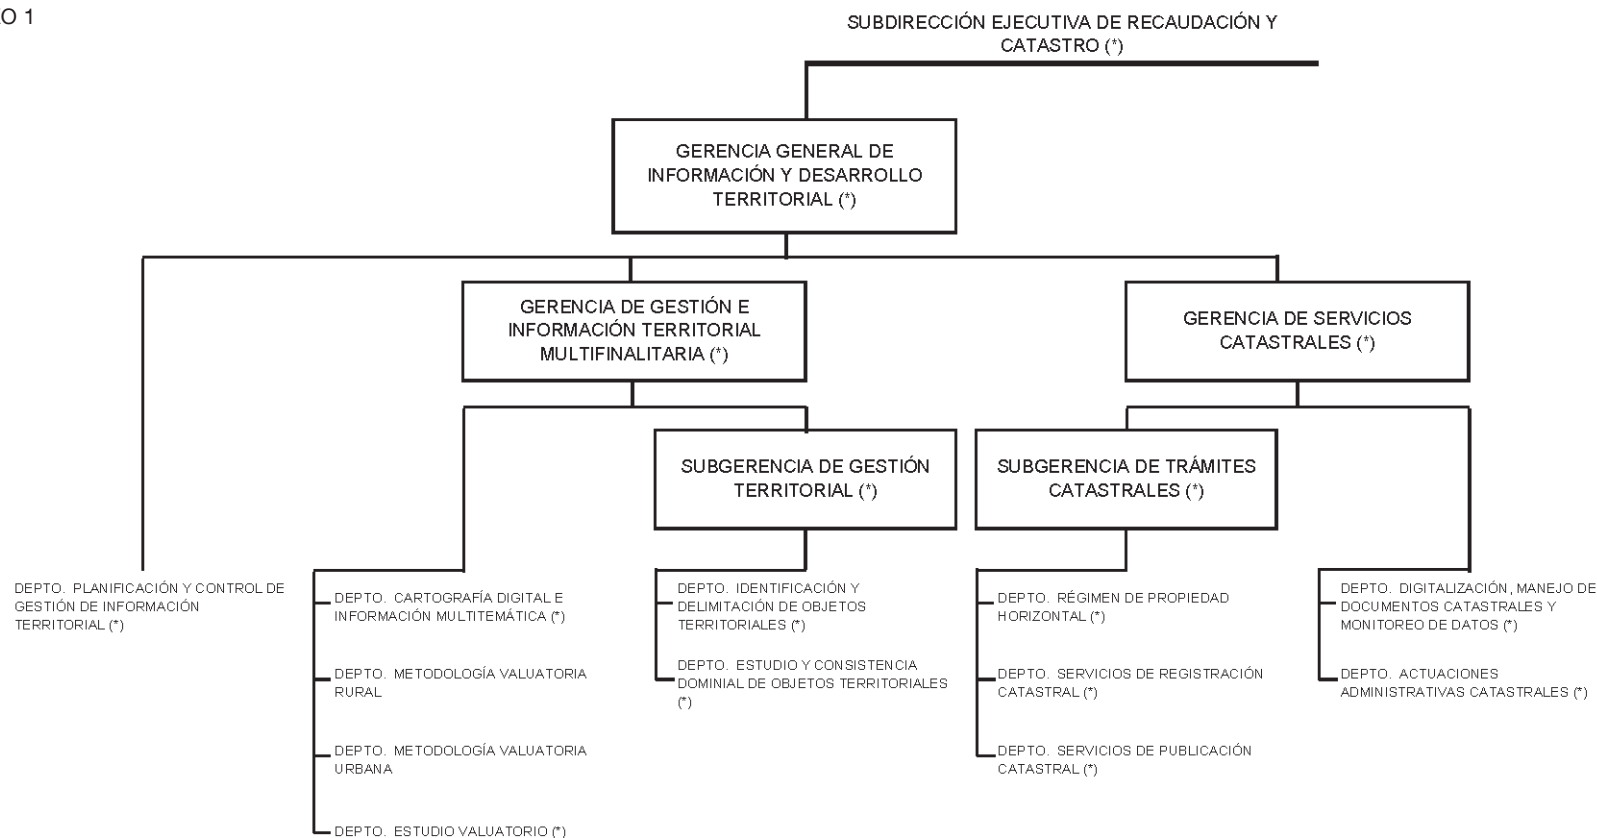 O 1
SUBDIRECCIÓN EJECUTIVA DE RECAUDACIÓN Y
CATASTRO (*)
GERENCIA GENERAL DE
INFORMACIÓN Y DESARROLLO
TERRITORIAL (*)
GERENCIA DE GESTIÓN E
INFORMACIÓN TERRITORIAL
MULTIFINALITARIA (*)
GERENCIA DE SERVICIOS
CATASTRALES (*)
SUBGERENCIA DE GESTIÓN
TERRITORIAL (*)
SUBGERENCIA DE TRÁMITES
CATASTRALES (*)
DEPTO. PLANIFICACIÓN Y CONTROL DE
GESTIÓN DE INFORMACIÓN
TERRITORIAL (*)
DEPTO. CARTOGRAFÍA DIGITAL E
INFORMACIÓN MULTITEMÁTICA (*)
DEPTO. METODOLOGÍA VALUATORIA
RURAL
DEPTO. METODOLOGÍA VALUATORIA
URBANA
DEPTO. ESTUDIO VALUATORIO (*)
DEPTO. IDENTIFICACIÓN Y
DELIMITACIÓN DE OBJETOS
TERRITORIALES (*)
DEPTO. ESTUDIO Y CONSISTENCIA
DOMINIAL DE OBJETOS TERRITORIALES
(*)
DEPTO. RÉGIMEN DE PROPIEDAD
HORIZONTAL (*)
DEPTO. SERVICIOS DE REGISTRACIÓN
CATASTRAL (*)
DEPTO. SERVICIOS DE PUBLICACIÓN
CATASTRAL (*)
DEPTO. DIGITALIZACIÓN, MANEJO DE
DOCUMENTOS CATASTRALES Y
MONITOREO DE DATOS (*)
DEPTO. ACTUACIONES
ADMINISTRATIVAS CATASTRALES (*)